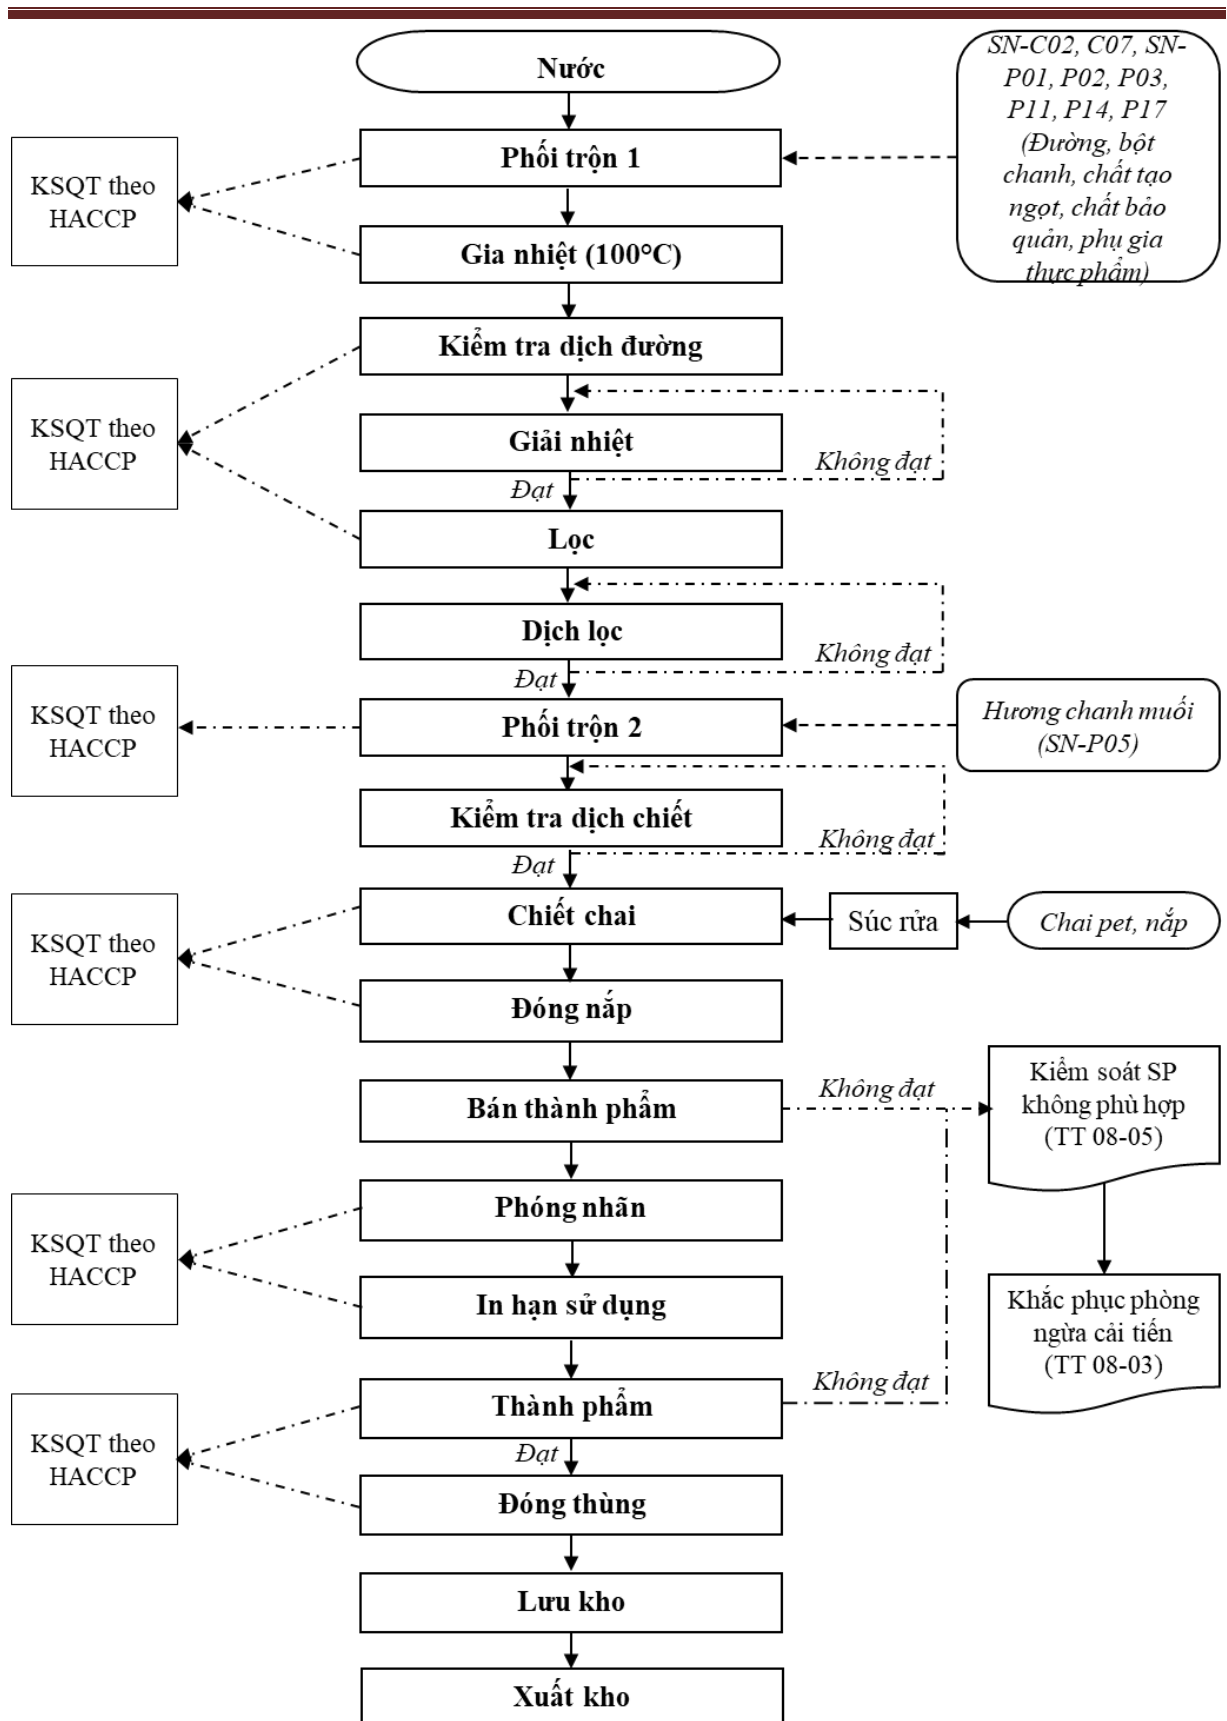 Nước
SN-C02, C07, SN-
P01, P02, P03,
P11, P14, P17
(Đường, bột
chanh, chất tạo
ngọt, chất bảo
quản, phụ gia
thực phẩm)
Phối trộn 1
KSQT theo
HACCP
Gia nhiệt (100°C)
Kiểm tra dịch đường
KSQT theo
HACCP
Giải nhiệt
Không đạt
Đạt
Lọc
Dịch lọc
Không đạt
Đạt
KSQT theo
HACCP
Phối trộn 2
Hương chanh muối
(SN-P05)
Kiểm tra dịch chiết
Không đạt
Đạt
KSQT theo
HACCP
Chiết chai
Súc rửa
Chai pet, nắp
Đóng nắp
Bán thành phẩm
Không đạt
Kiểm soát SP
không phù hợp
(TT 08-05)
KSQT theo
HACCP
Phóng nhãn
In hạn sử dụng
Khắc phục phòng
ngừa cải tiến
(TT 08-03)
Thành phẩm
Không đạt
Đạt
KSQT theo
HACCP
Đóng thùng
Lưu kho
Xuất kho